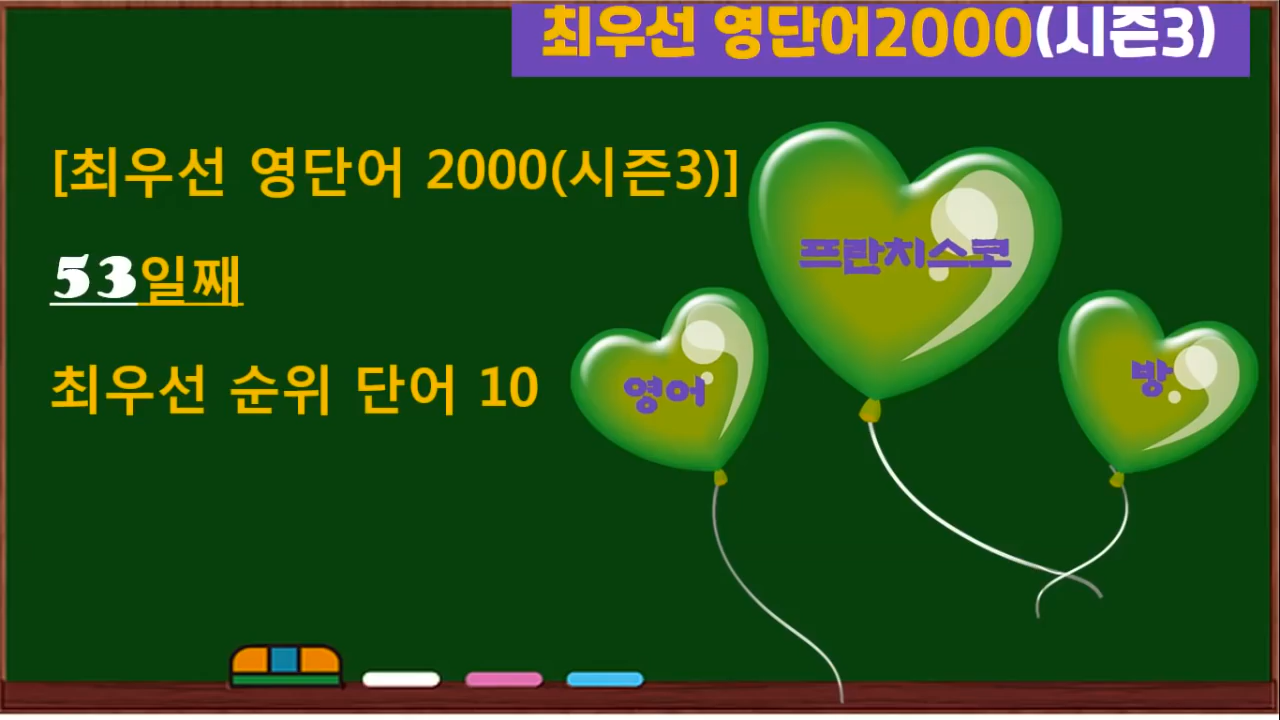 최우선 영단어2000(시즌3)
[최우선 영단어 2000(시즌3)]
53일째
최우선 순위 단어 10
프란치스코
영어
방